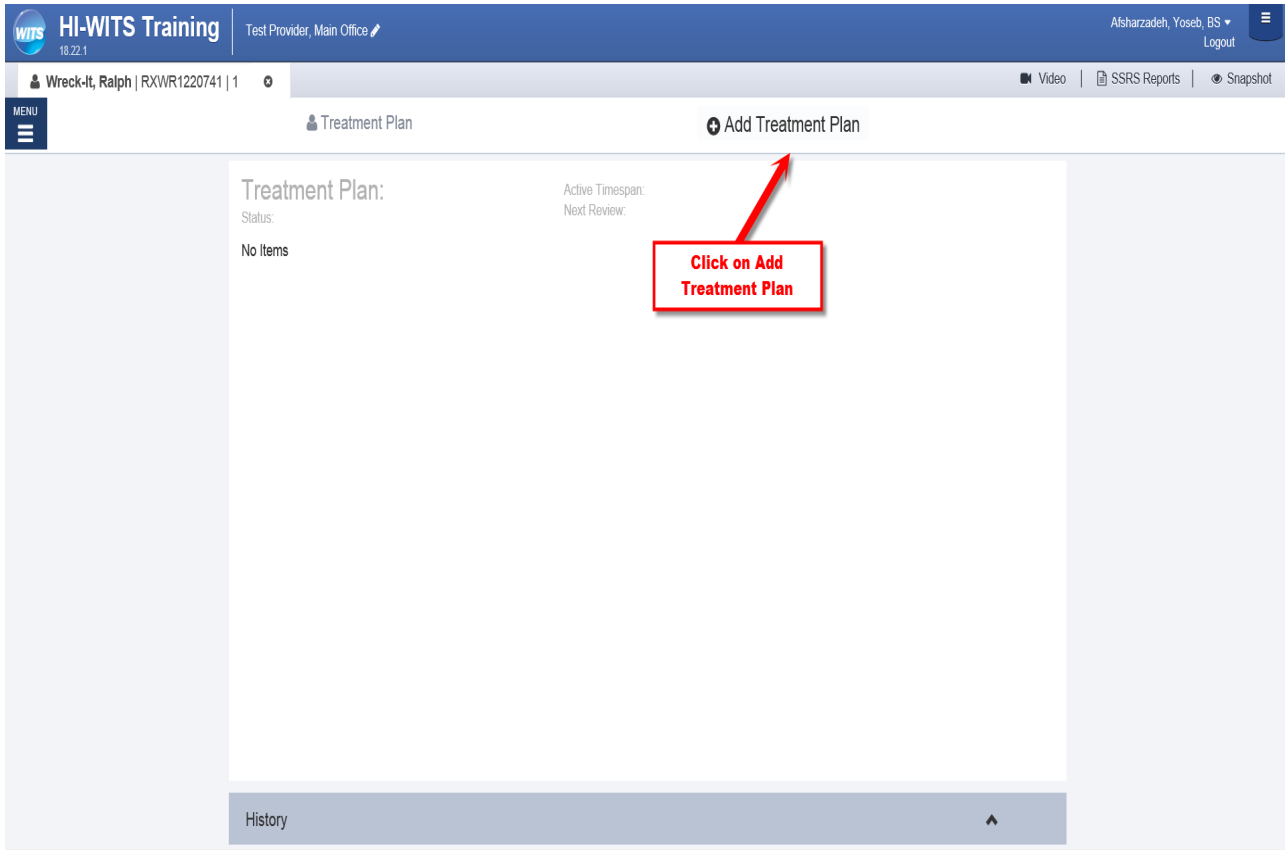 WITS
HI-WITS Training
18.22.1
Test Provider, Main Office
Afsharzadeh, Yoseb, BS
Logout
Wreck-It, Ralph | RXWR1220741 | 1
Video | SSRS Reports | Snapshot
MENU
Treatment Plan
Add Treatment Plan
Treatment Plan:
Status:
Active Timespan:
Next Review:
No Items
Click on Add
Treatment Plan
History